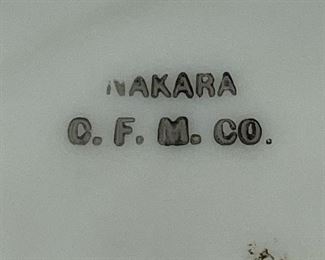 NAKARA
C. F. M. CO.